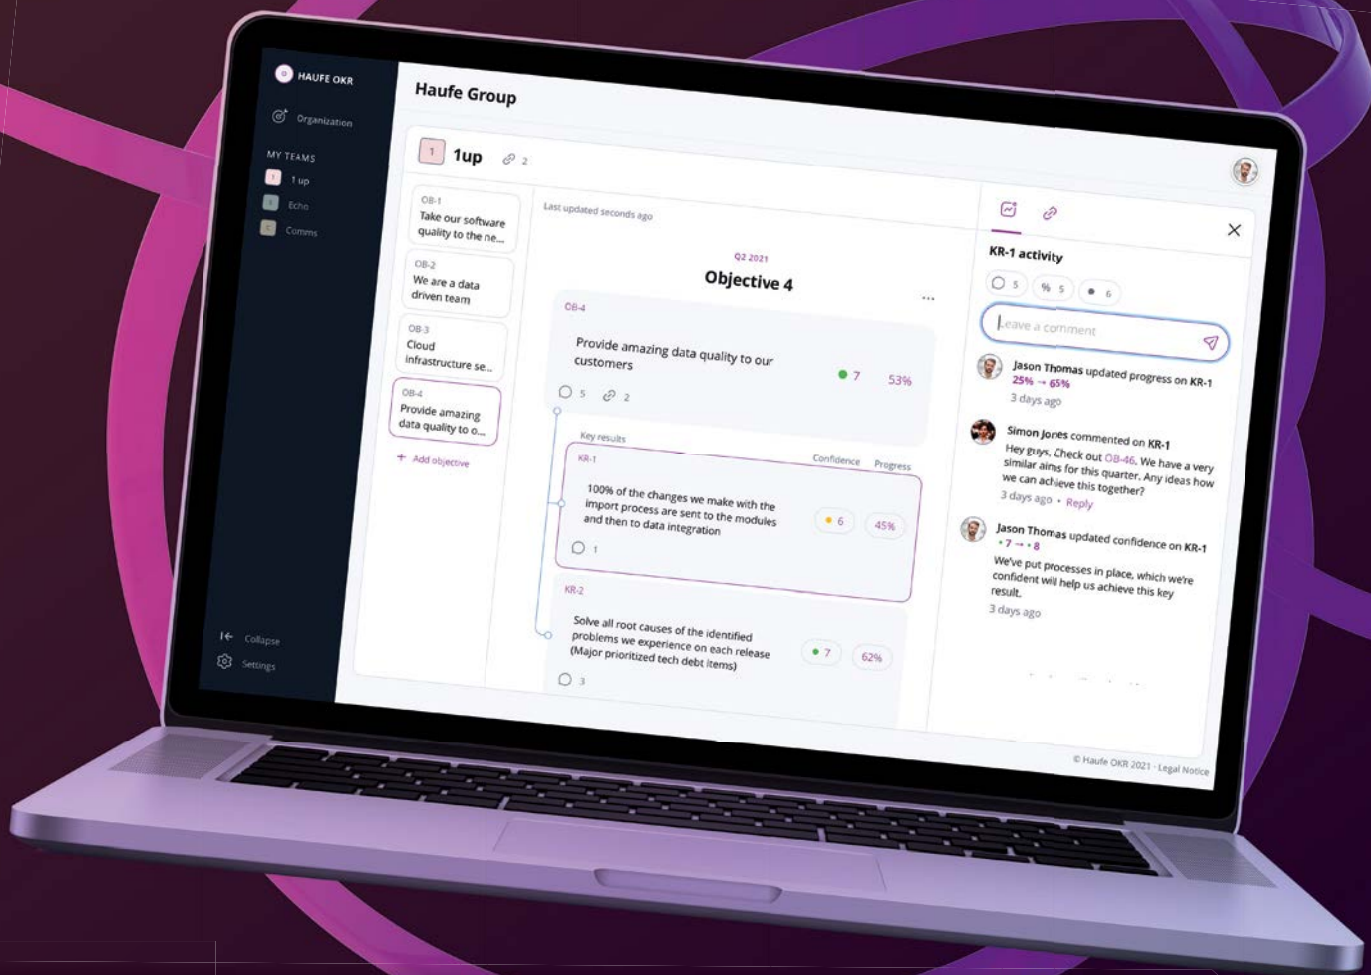 HAUFE OKR
Organization
MY TEAMS
1
1 up
Echo
Comms
Collapse
Settings
Haufe Group
1
1up
2
OB-1
Take our software
quality to the ne...
OB-2
We are a data
driven team
OB-3
Cloud
infrastructure se...
OB-4
Provide amazing
data quality to o...
+ Add objective
Last updated seconds ago
Q2 2021
Objective 4
...
OB-4
Provide amazing data quality to our
customers
7 53%
5 2
Key results Confidence Progress
KR-1
100% of the changes we make with the
import process are sent to the modules
and then to data integration
6 45%
1
KR-2
Solve all root causes of the identified
problems we experience on each release
(Major prioritized tech debt items)
7 62%
3
KR-1 activity
5 % 5 6
Leave a comment
Jason Thomas updated progress on KR-1
25% → 65%
3 days ago
Simon Jones commented on KR-1
Hey guys. Check out OB-46. We have a very
similar aims for this quarter. Any ideas how
we can achieve this together?
3 days ago • Reply
Jason Thomas updated confidence on KR-1
• 7 → • 8
We've put processes in place, which we're
confident will help us achieve this key
result.
3 days ago
© Haufe OKR 2021 · Legal Notice